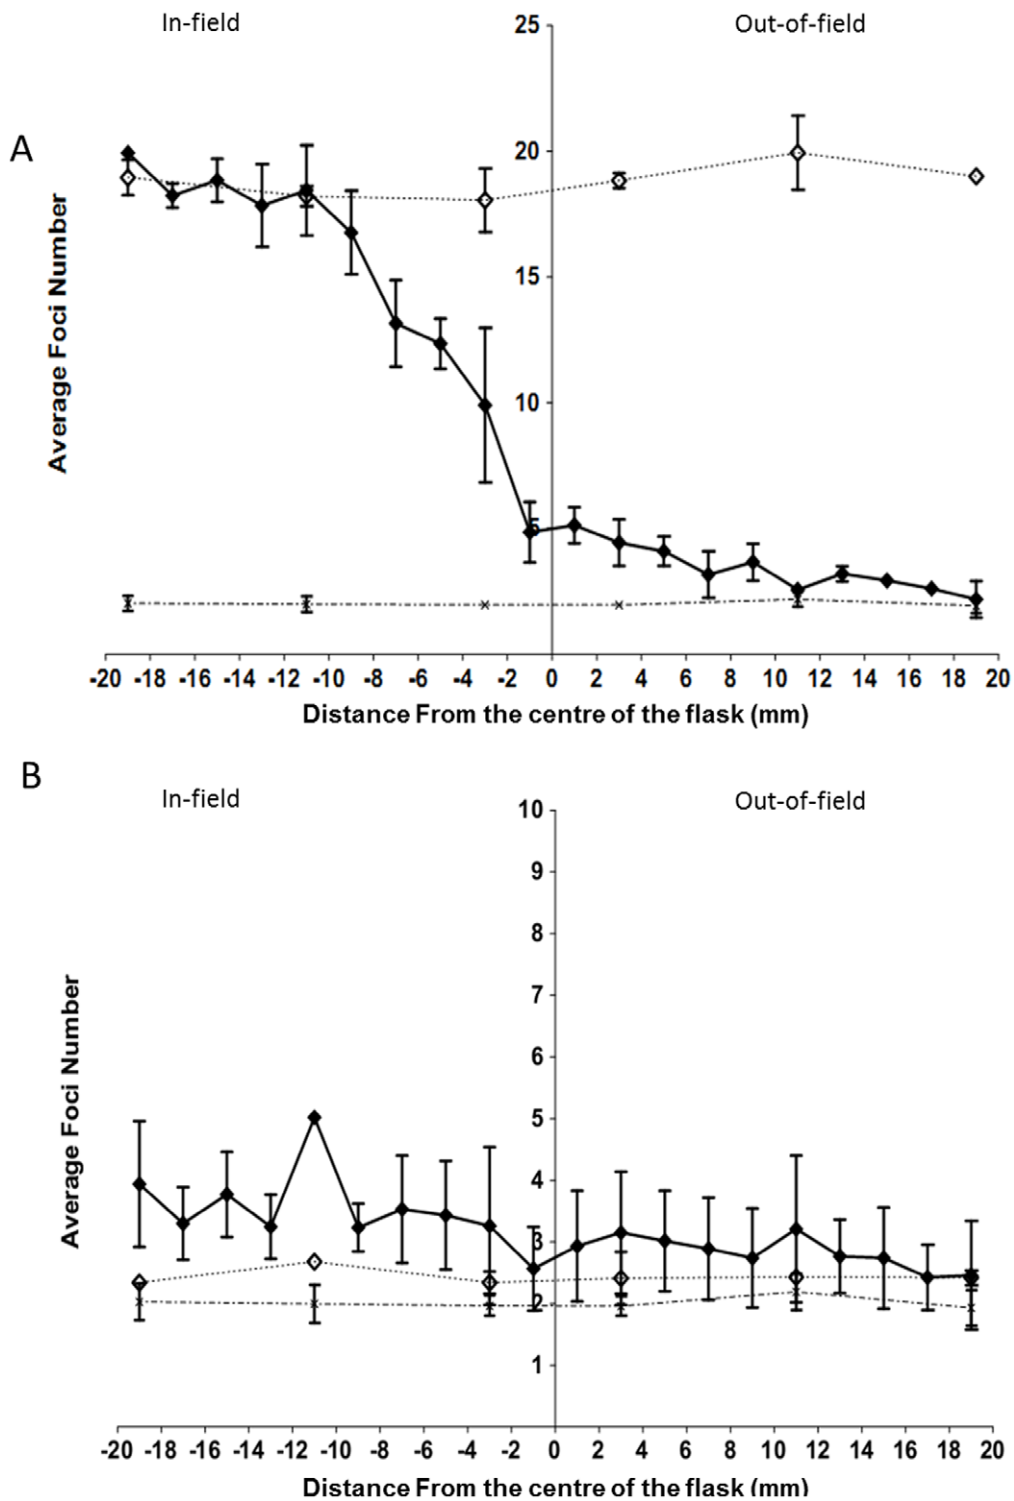 In-field
Out-of-field
A
25
20
15
10
5
Average Foci Number
-20 -18 -16 -14 -12 -10 -8 -6 -4 -2 0 2 4 6 8 10 12 14 16 18 20
Distance From the centre of the flask (mm)
B
In-field
Out-of-field
10
9
8
7
6
5
4
3
2
1
Average Foci Number
-20 -18 -16 -14 -12 -10 -8 -6 -4 -2 0 2 4 6 8 10 12 14 16 18 20
Distance From the centre of the flask (mm)